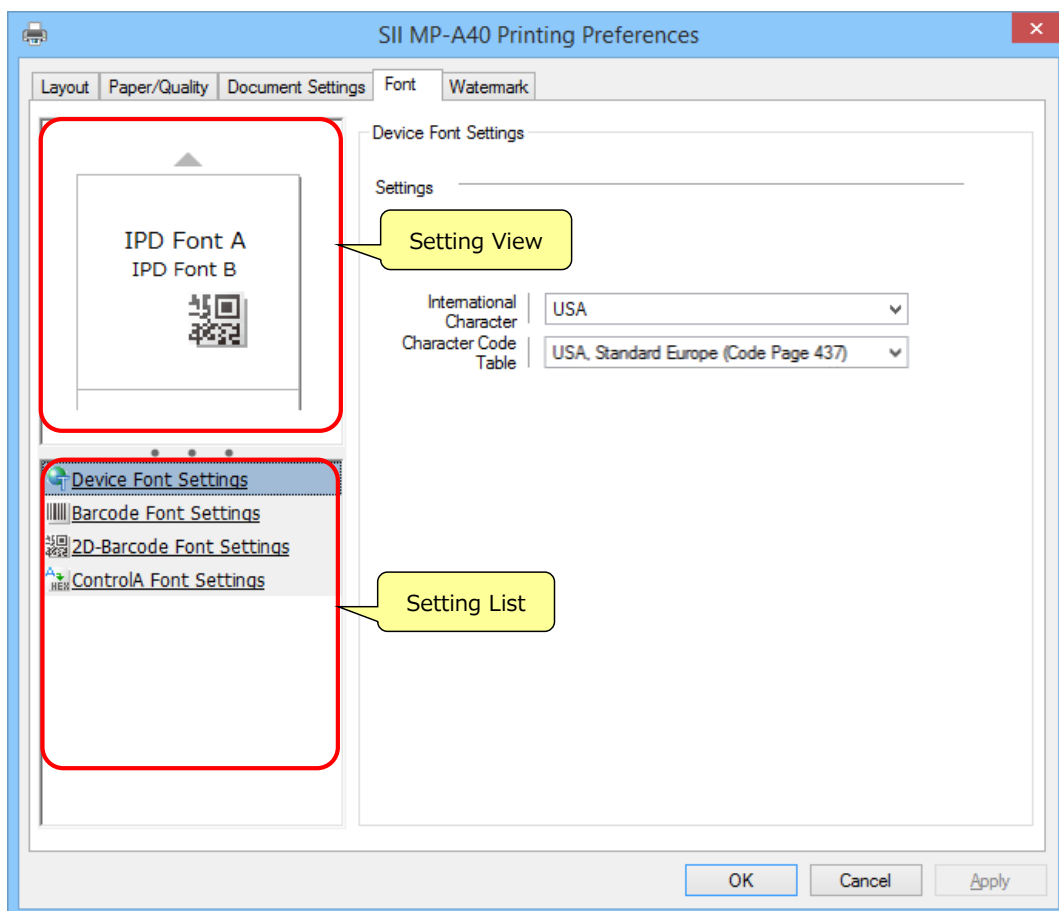 SII MP-A40 Printing Preferences
Layout Paper/Quality Document Settings Font Watermark
IPD Font A
IPD Font B
Setting View
Device Font Settings
Barcode Font Settings
2D-Barcode Font Settings
A HEX ControlA Font Settings
Setting List
Device Font Settings
Settings
International
Character
USA
Character Code
Table
USA, Standard Europe (Code Page 437)
OK Cancel Apply